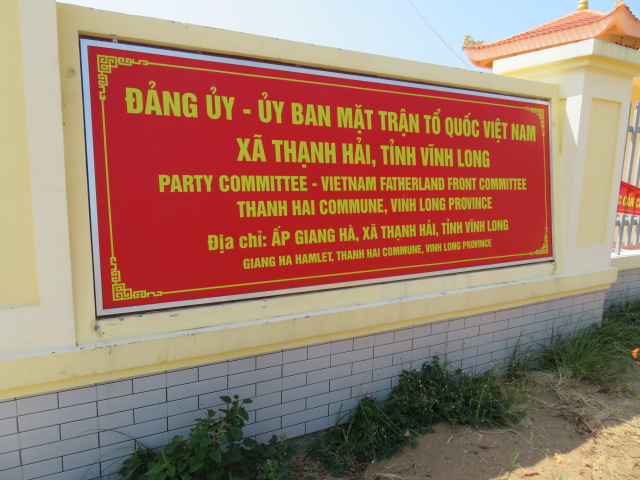 ĐẢNG ỦY - ỦY BAN MẶT TRẬN TỔ QUỐC VIỆT NAM
XÃ THẠNH HẢI, TỈNH VĨNH LONG
PARTY COMMITTEE - VIETNAM FATHERLAND FRONT COMMITTEE
THANH HAI COMMUNE, VINH LONG PROVINCE
Địa chỉ: ẤP GIANG HÀ, XÃ THẠNH HẢI, TỈNH VĨNH LONG
GIANG HA HAMLET, THANH HAI COMMUNE, VINH LONG PROVINCE